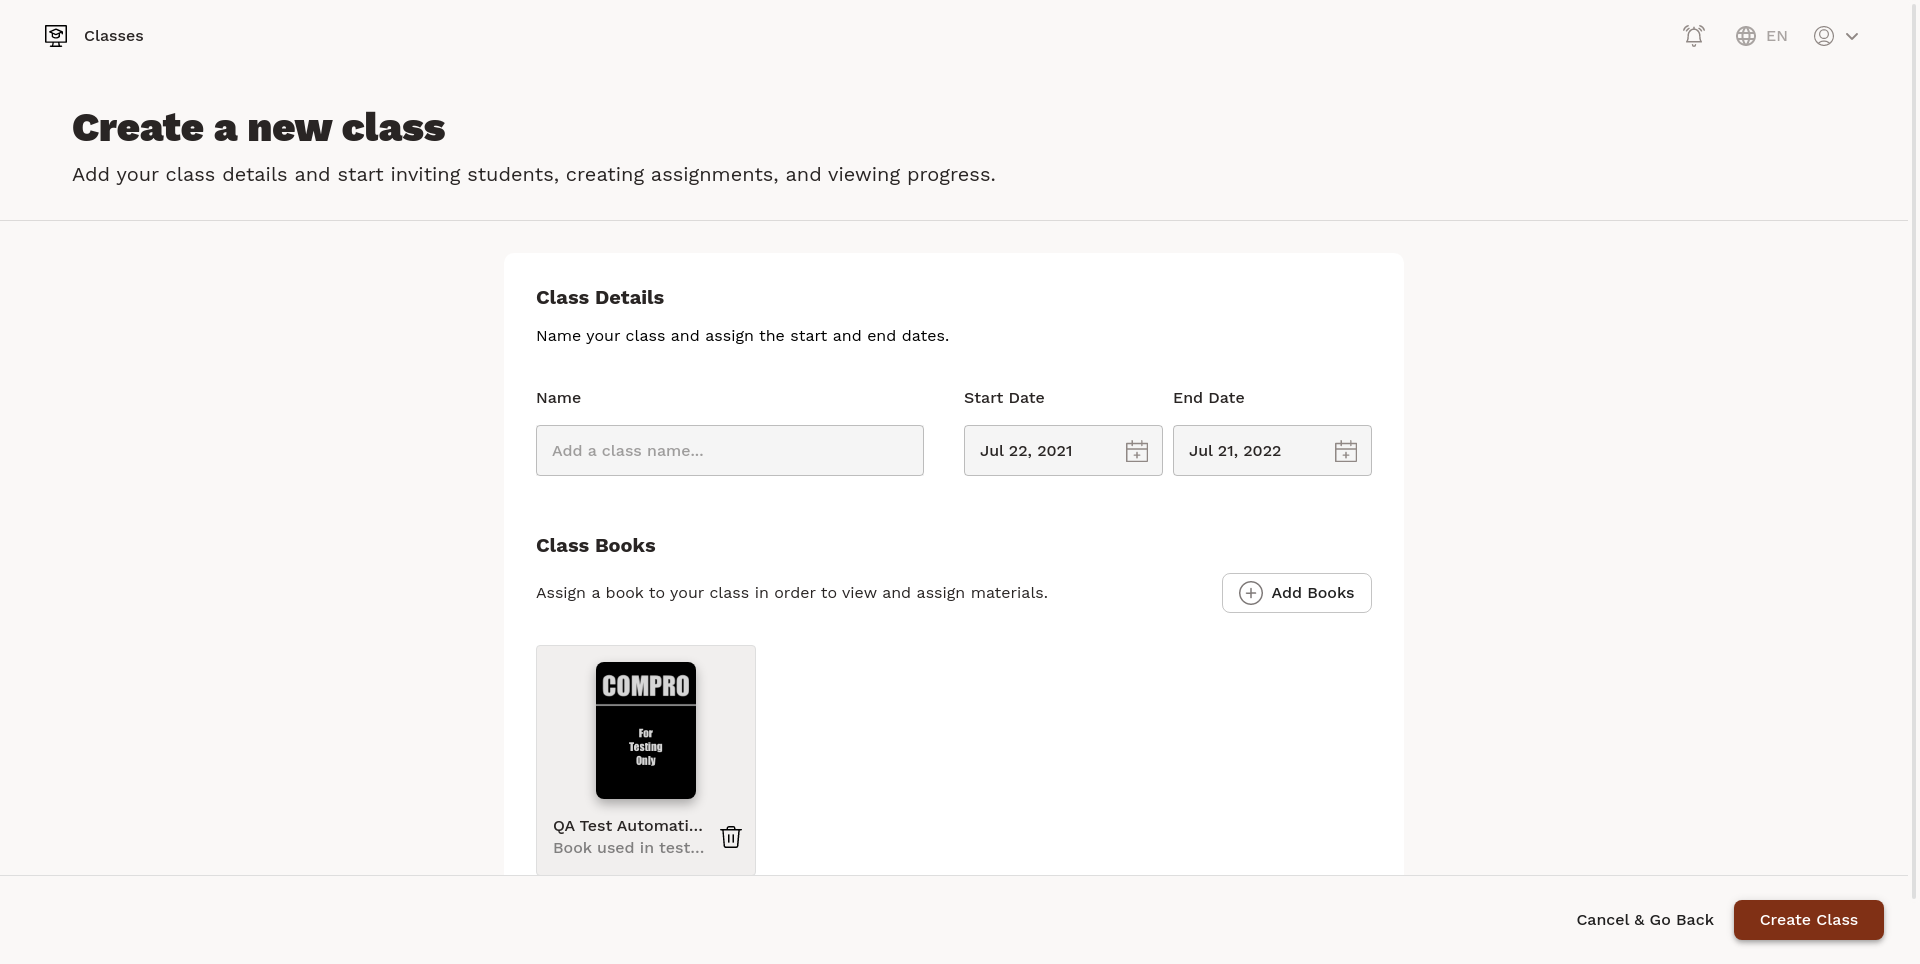 Classes
EN
Create a new class
Add your class details and start inviting students, creating assignments, and viewing progress.
Class Details
Name your class and assign the start and end dates.
Name
Start Date
End Date
Add a class name...
Jul 22, 2021
Jul 21, 2022
Class Books
Assign a book to your class in order to view and assign materials.
Add Books
COMPRO
For
Testing
Only
QA Test Automati...
Book used in test...
Cancel & Go Back
Create Class